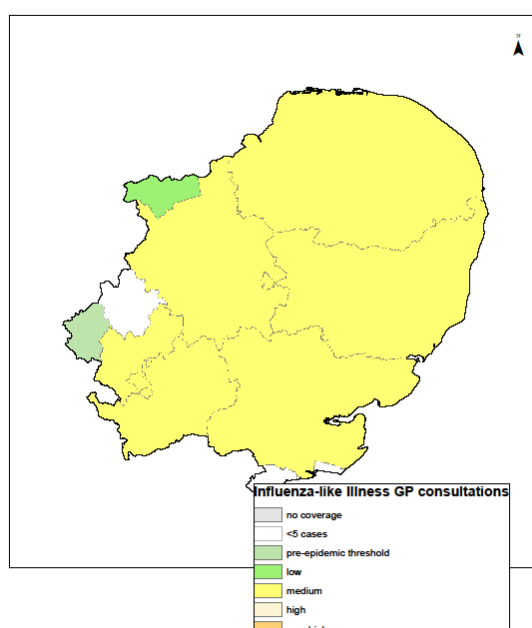 N
Influenza-like Illness GP consultations
no coverage
<5 cases
pre-epidemic threshold
low
medium
high